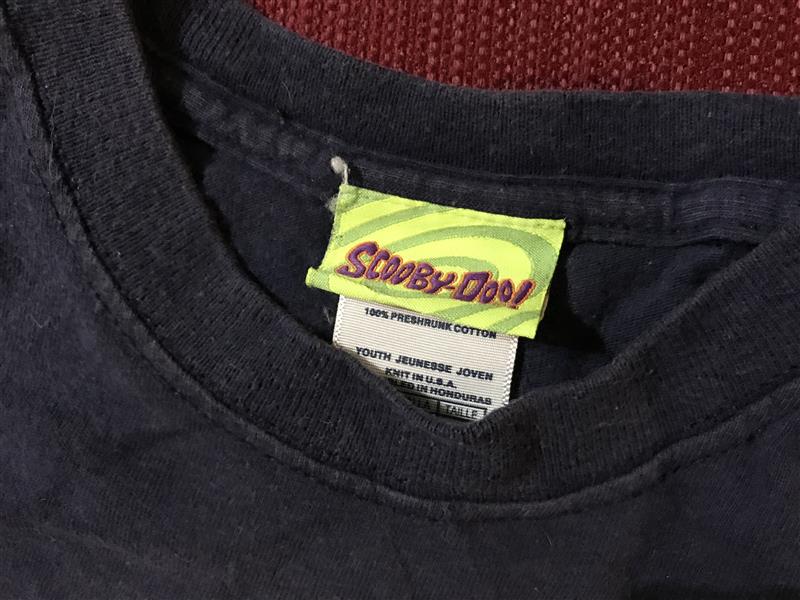 SCOOBY-DOO!
100% PRESHRUNK COTTON
YOUTH JEUNESSE JOVEN
KNIT IN U.S.A.
IN HONDURAS
TAILLE